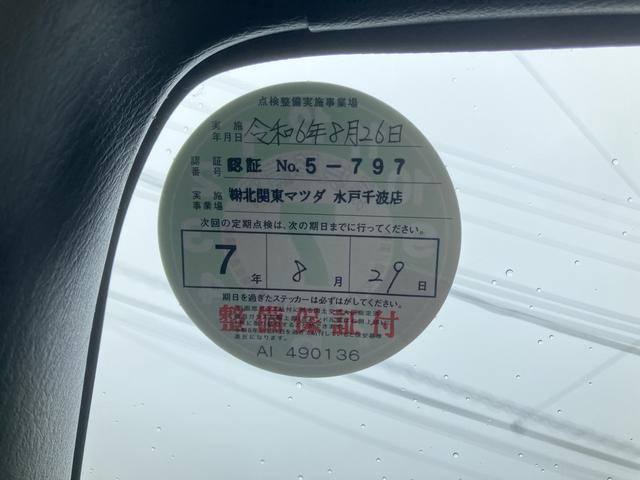 点検整備実施事業場
実施年月日 令和6年8月26日
認証番号 認証 No. 5-797
実施事業場 ㈱北関東マツダ 水戸千波店
次回の定期点検は、次の期日までに行ってください。
7年 8月 29日
期日を過ぎたステッカーは必ずはがしてください。
整備保証付
AI 490136